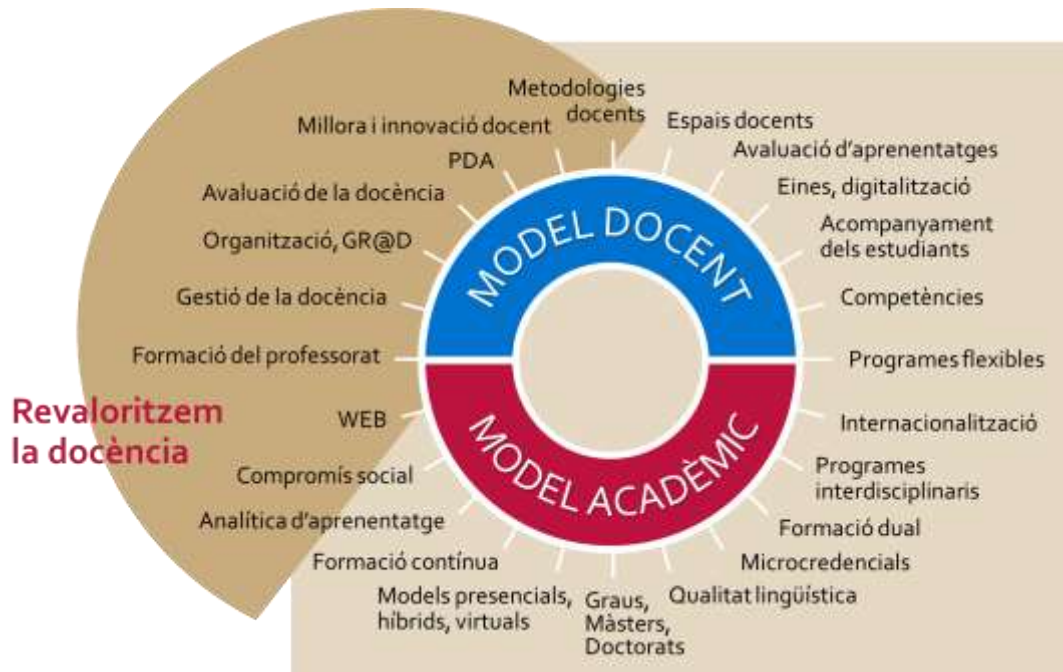 Metodologies
docents
Espais docents
Avaluació d'aprenentatges
Eines, digitalització
Acompanyament
dels estudiants
Competències
Programes flexibles
Internacionalització
Programes
interdisciplinaris
Formació dual
Microcredencials
Qualitat lingüística
Graus,
Màsters,
Doctorats
Models presencials,
híbrids, virtuals
Formació contínua
Analítica d'aprenentatge
Compromís social
WEB
Formació del professorat
Gestió de la docència
Organització, GR@D
Avaluació de la docència
PDA
Millora i innovació docent
MODEL DOCENT
MODEL ACADÈMIC
Revaloritzem
la docència